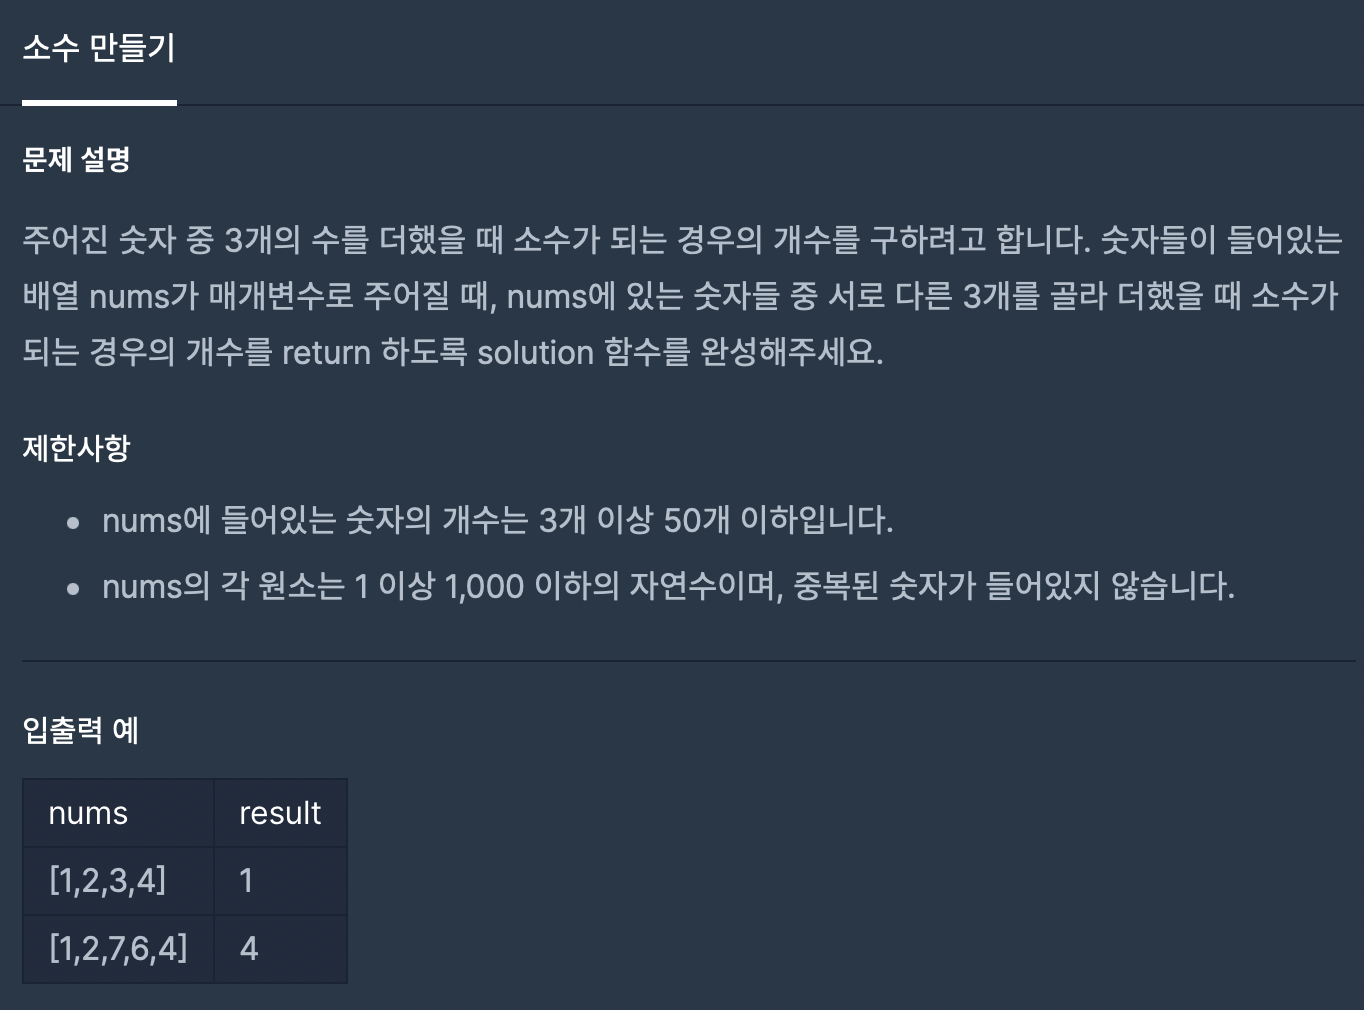 소수 만들기
문제 설명
주어진 숫자 중 3개의 수를 더했을 때 소수가 되는 경우의 개수를 구하려고 합니다. 숫자들이 들어있는
배열 nums가 매개변수로 주어질 때, nums에 있는 숫자들 중 서로 다른 3개를 골라 더했을 때 소수가
되는 경우의 개수를 return 하도록 solution 함수를 완성해주세요.
제한사항
• nums에 들어있는 숫자의 개수는 3개 이상 50개 이하입니다.
• nums의 각 원소는 1 이상 1,000 이하의 자연수이며, 중복된 숫자가 들어있지 않습니다.
입출력 예
nums result
[1,2,3,4] 1
[1,2,7,6,4] 4